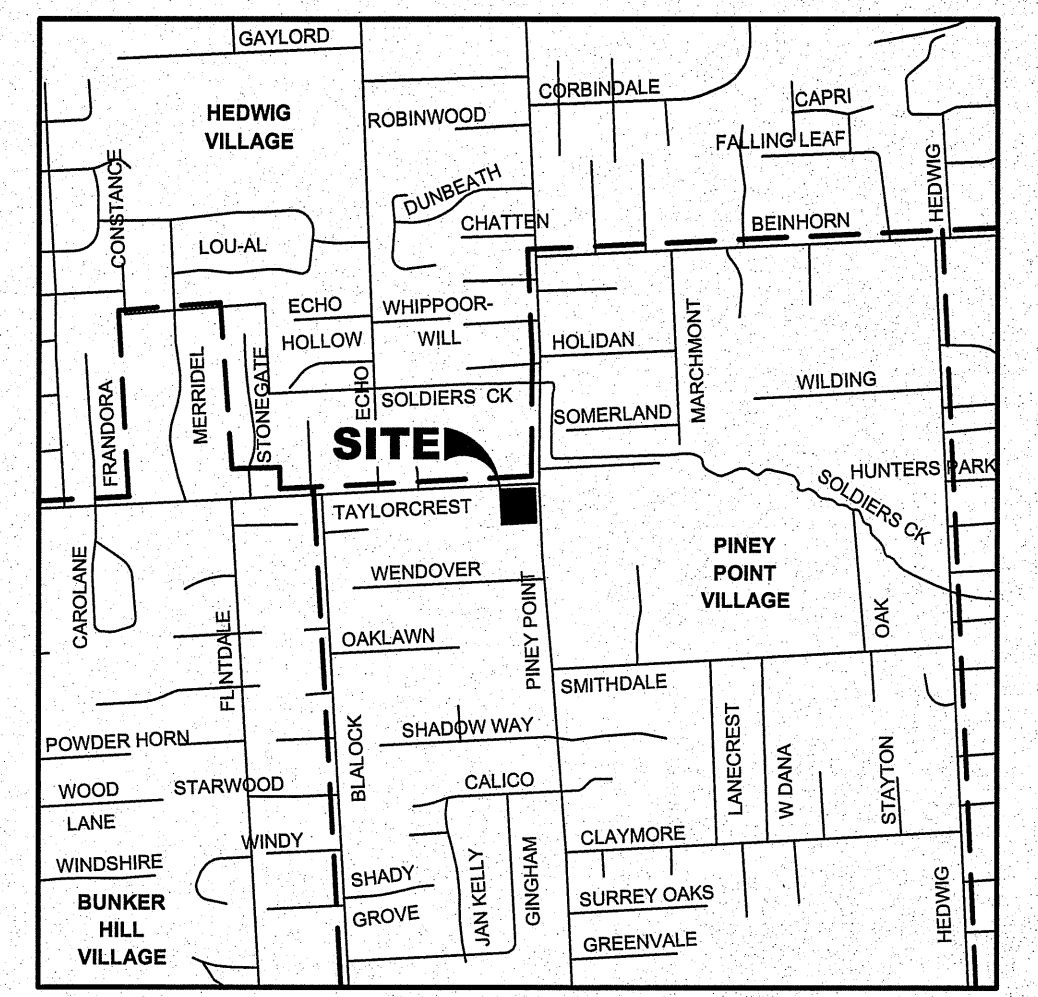 GAYLORD
HEDWIG
VILLAGE
CORBINDALE
CAPRI
ROBINWOOD
FALLING LEAF
CONSTANCE
DUNBEATH
HEDWIG
CHATTEN
BEINHORN
LOU-AL
ECHO
HOLLOW
WHIPPOOR-
WILL
HOLIDAN
MARCHMONT
FRANDORA
MERRIDEL
STONEGATE
ECHO
SOLDIERS CK
WILDING
SOMERLAND
SITE
HUNTERS PARK
SOLDIERS CK
TAYLORCREST
PINEY
POINT
VILLAGE
CAROLANE
WENDOVER
PINEY POINT
OAK
FLINTDALE
OAKLAWN
SMITHDALE
POWDER HORN
BLALOCK
SHADOW WAY
LANECREST
W DANA
STAYTON
WOOD
LANE
STARWOOD
CALICO
WINDY
CLAYMORE
WINDSHIRE
SHADY
GROVE
JAN KELLY
GINGHAM
SURREY OAKS
GREENVALE
HEDWIG
BUNKER
HILL
VILLAGE